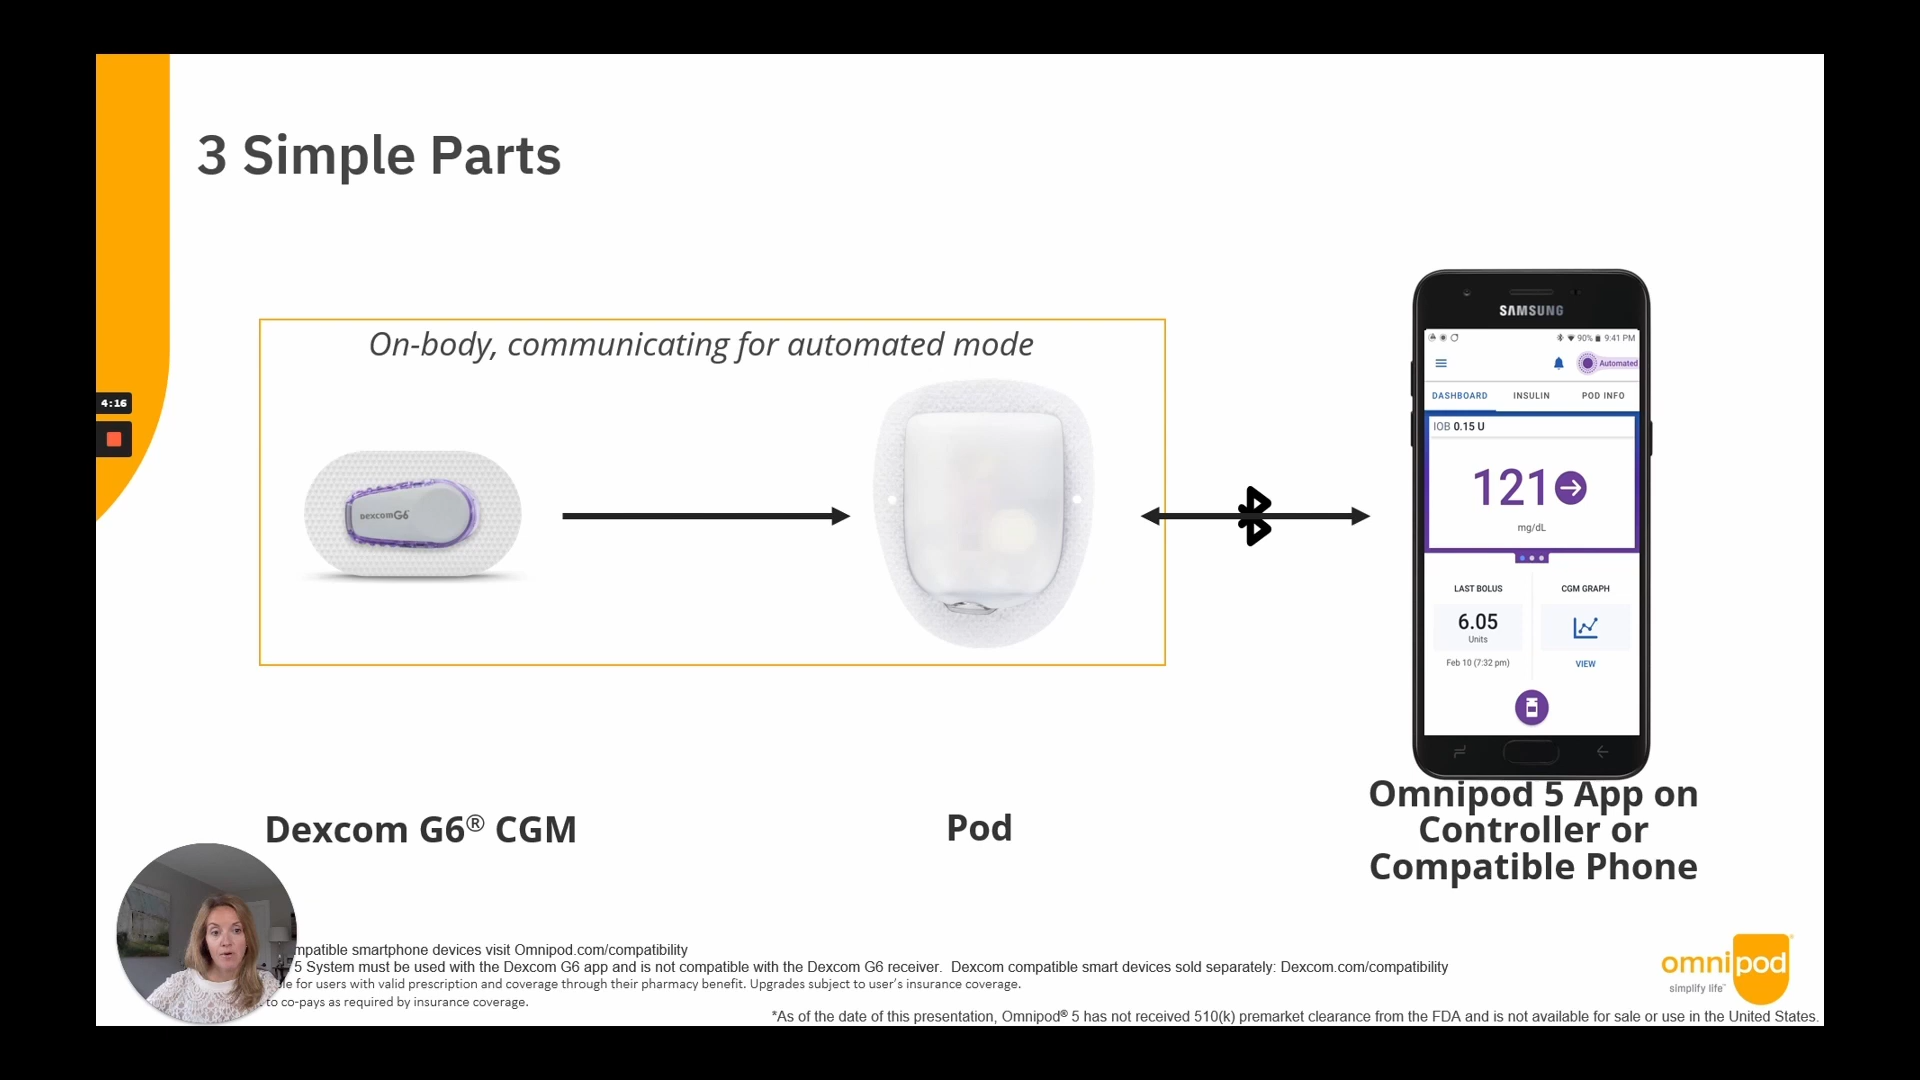 3 Simple Parts
On-body, communicating for automated mode
4:16
dexcomG6
SAMSUNG
90% 9:41 PM
Automated
DASHBOARD INSULIN POD INFO
IOB 0.15 U
121
mg/dL
LAST BOLUS CGM GRAPH
6.05
Units
Feb 10 (7:32 pm) VIEW
Dexcom G6® CGM
Pod
Omnipod 5 App on
Controller or
Compatible Phone
smartphone devices visit Omnipod.com/compatibility
5 System must be used with the Dexcom G6 app and is not compatible with the Dexcom G6 receiver. Dexcom compatible smart devices sold separately: Dexcom.com/compatibility
for users with valid prescription and coverage through their pharmacy benefit. Upgrades subject to user's insurance coverage.
to co-pays as required by insurance coverage.
omnipod®
simplify life™
*As of the date of this presentation, Omnipod® 5 has not received 510(k) premarket clearance from the FDA and is not available for sale or use in the United States.